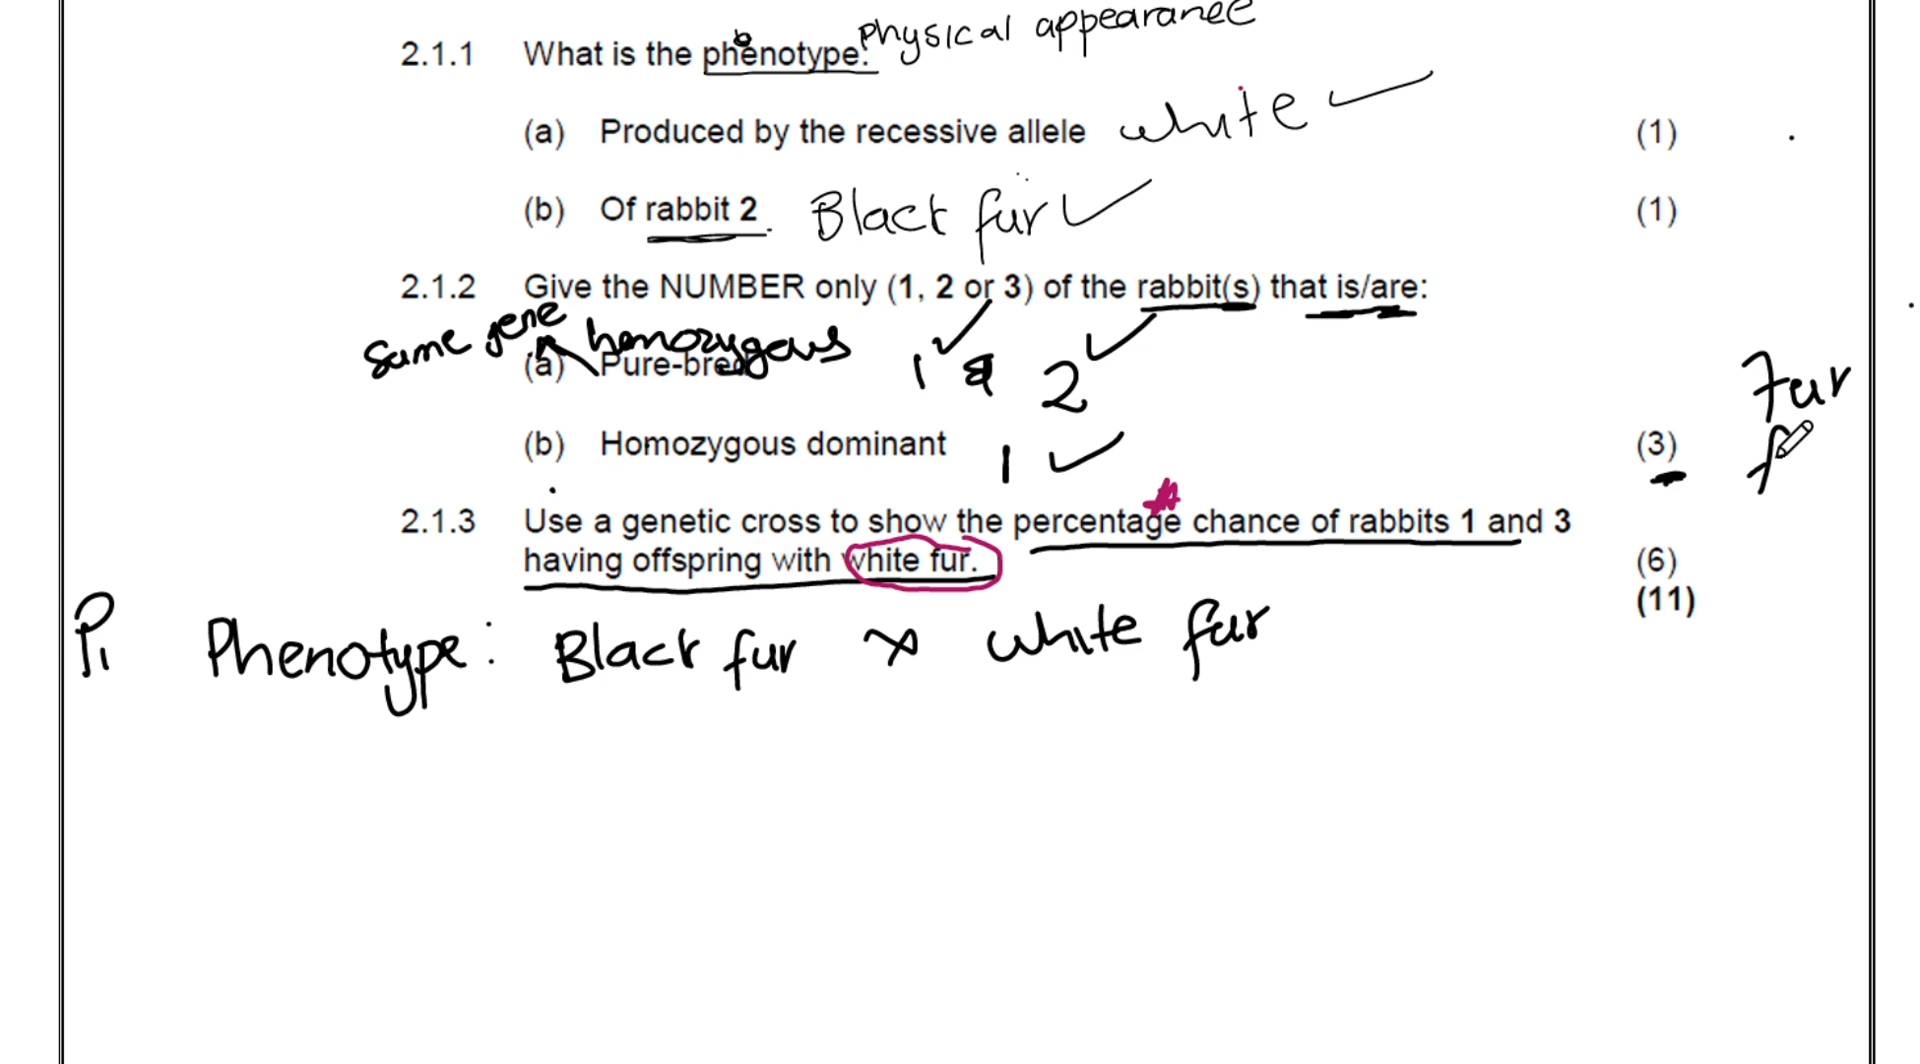 2.1.1 What is the phenotype: Physical appearance
(a) Produced by the recessive allele white (1)
(b) Of rabbit 2 Black fur (1)
2.1.2 Give the NUMBER only (1, 2 or 3) of the rabbit(s) that is/are:
same gene homozygous
(a) Pure-bred 1 & 2
fur
(b) Homozygous dominant 1 (3) f
2.1.3 Use a genetic cross to show the percentage chance of rabbits 1 and 3
having offspring with white fur. (6)
(11)
P1 Phenotype: Black fur x white fur